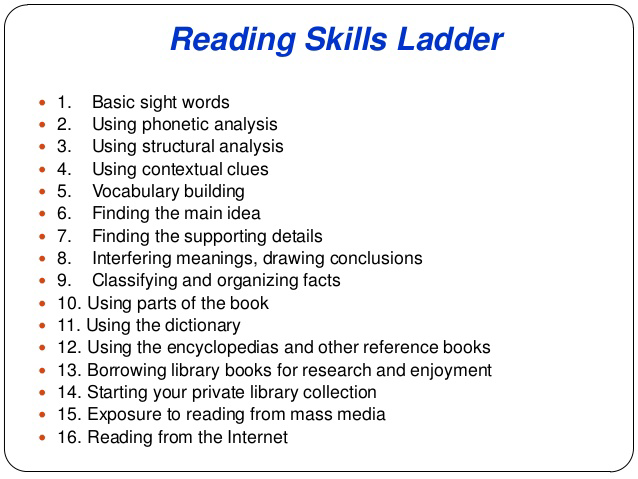 Reading Skills Ladder
• 1. Basic sight words
• 2. Using phonetic analysis
• 3. Using structural analysis
• 4. Using contextual clues
• 5. Vocabulary building
• 6. Finding the main idea
• 7. Finding the supporting details
• 8. Interfering meanings, drawing conclusions
• 9. Classifying and organizing facts
• 10. Using parts of the book
• 11. Using the dictionary
• 12. Using the encyclopedias and other reference books
• 13. Borrowing library books for research and enjoyment
• 14. Starting your private library collection
• 15. Exposure to reading from mass media
• 16. Reading from the Internet